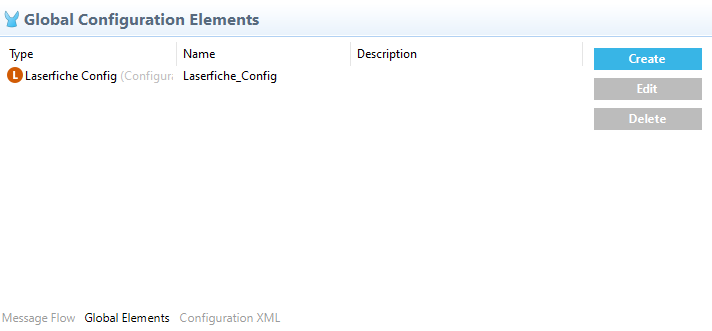 Global Configuration Elements
Type Name Description
Laserfiche Config (Configura Laserfiche_Config
Create
Edit
Delete
Message Flow Global Elements Configuration XML